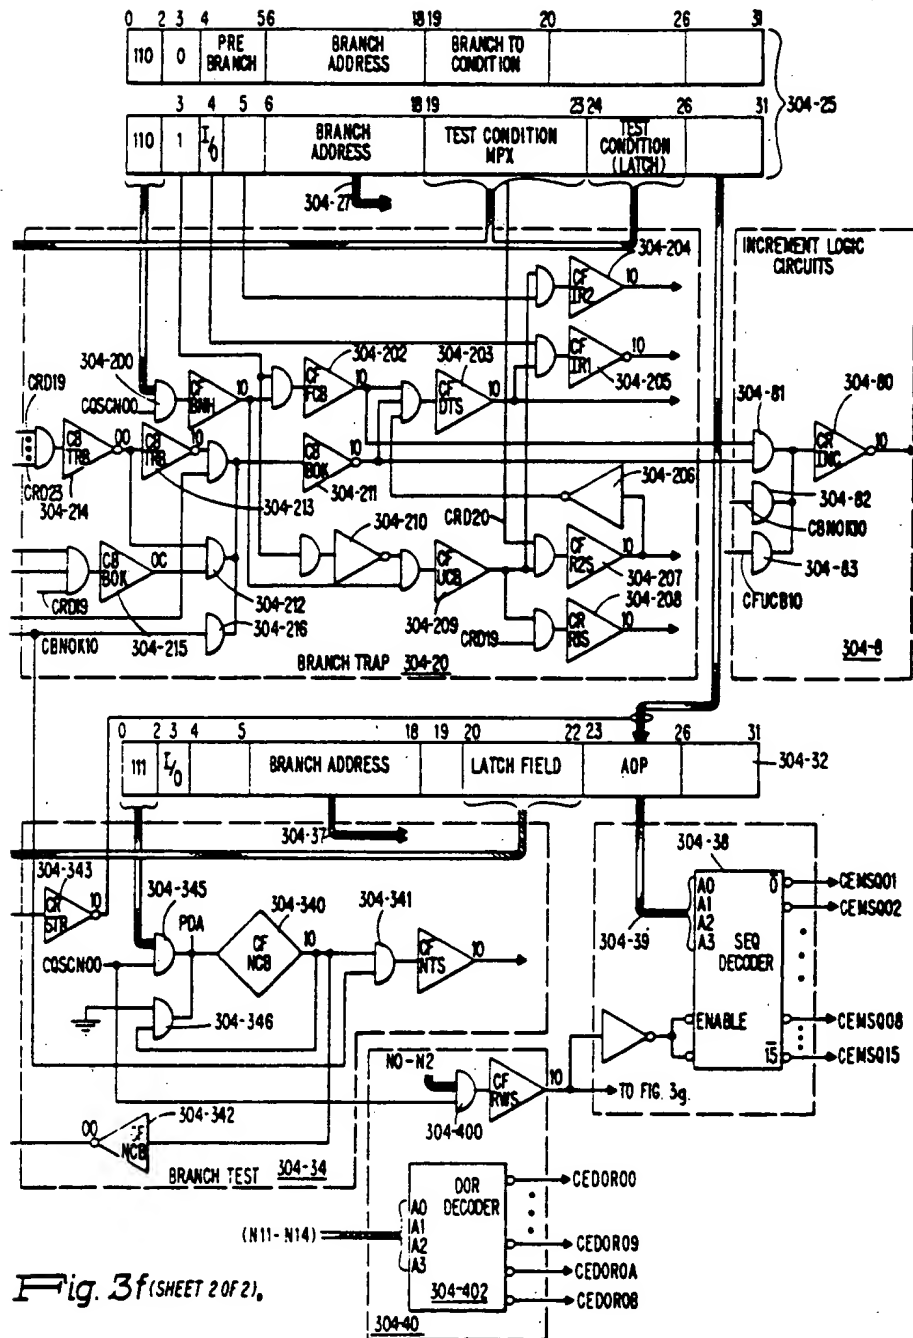 0 2 3 4 5 6 18 19 20 31
110 0 PRE BRANCH BRANCH ADDRESS BRANCH TO CONDITION
304-25
3 4 5 6 18 19 23 24 26 31
110 1 I/O BRANCH ADDRESS TEST CONDITION MPX TEST CONDITION (LATCH)
304-27
304-204
INCREMENT LOGIC CIRCUITS
CF IR2 10
304-200
304-202
304-203
CF IR1 10
304-205
304-81
304-80
CRD19
CQSCN00
CF BNH 10
CF FCB 10
CF DTS 10
CR INC 10
CB TRB 00
CB TRB 10
CB BOK 10
304-206
304-82
CRD23
304-214
304-213
304-211
CBNOK10
304-210
CRD20
304-83
CB BOK
CF UCB 10
CF R2S 10
304-207
CFUCB10
CRD19
304-212
304-209
304-208
CR R1S 10
CRD19
CBNOK10
304-215
304-216
BRANCH TRAP 304-20
304-8
0 2 3 4 5 18 19 20 22 23 26 31
111 I/O BRANCH ADDRESS LATCH FIELD AOP
304-32
304-37
304-343
CR STR 10
304-345
PDA
304-340
CF NCB 10
304-341
CF NTS 10
304-38
304-39
A0
A1
A2
A3
SEQ DECODER
0
CEMSQ01
CEMSQ02
ENABLE
CEMSQ08
15
CEMSQ15
CQSCN00
304-346
N0-N2
CF RWS 10
304-400
TO FIG. 3g.
304-342
00
CF NCB
BRANCH TEST 304-34
DOR DECODER
A0
A1
A2
A3
(N11-N14)
304-402
CEDOR00
CEDOR09
CEDOR0A
CEDOR0B
304-40
Fig. 3f (SHEET 2 OF 2).